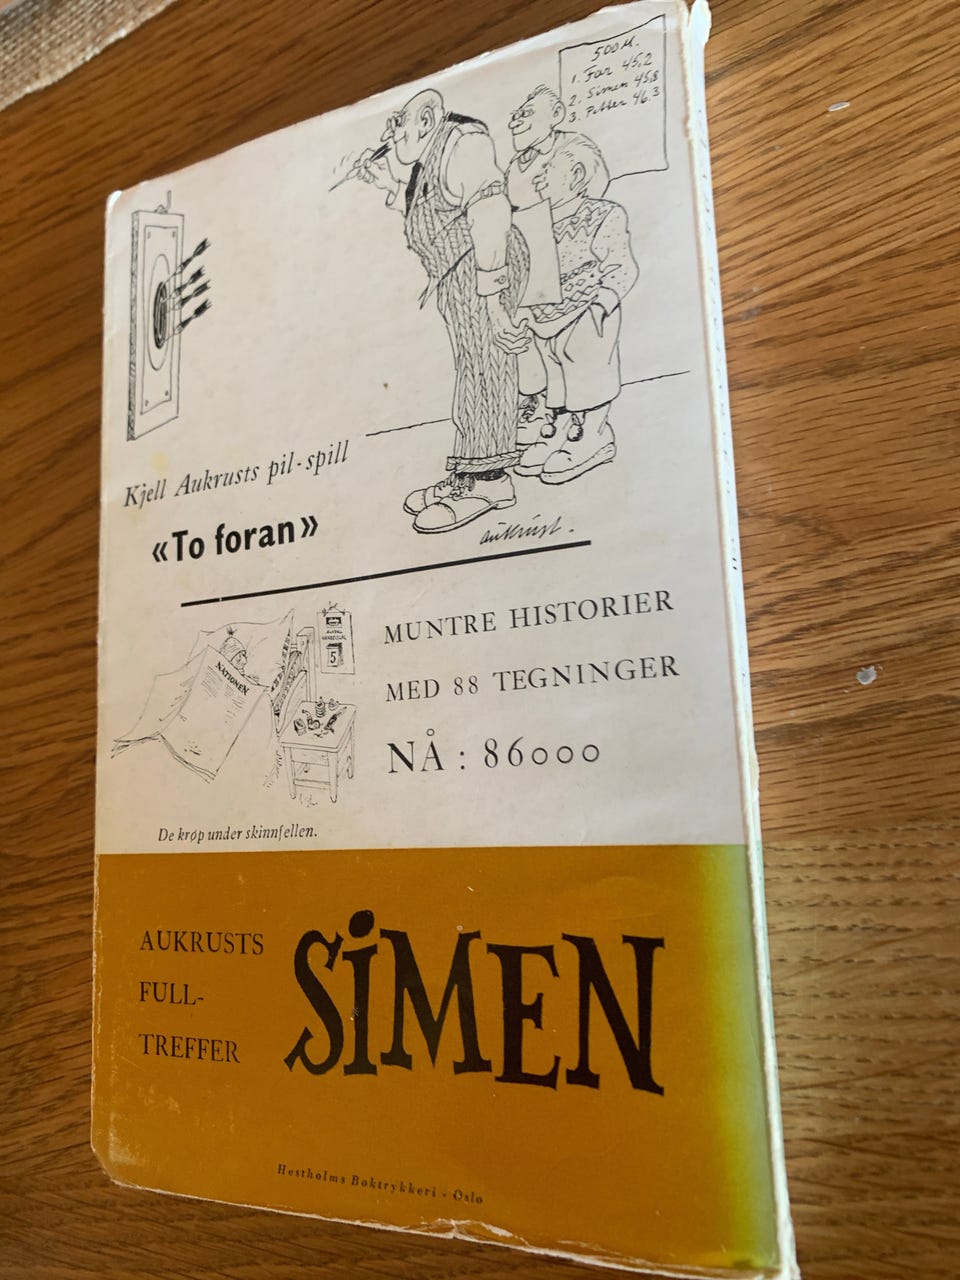 500 M.
1. Far 45,2
2. Simen 45,8
3. Petter 46.3
Kjell Aukrusts pil-spill
«To foran»
Aukrust.
MUNTRE HISTORIER
MED 88 TEGNINGER
NÅ : 86000
NATIONEN
5
De krøp under skinnfellen.
AUKRUSTS
FULL-
TREFFER
SiMEN
Hestholms Boktrykkeri - Oslo